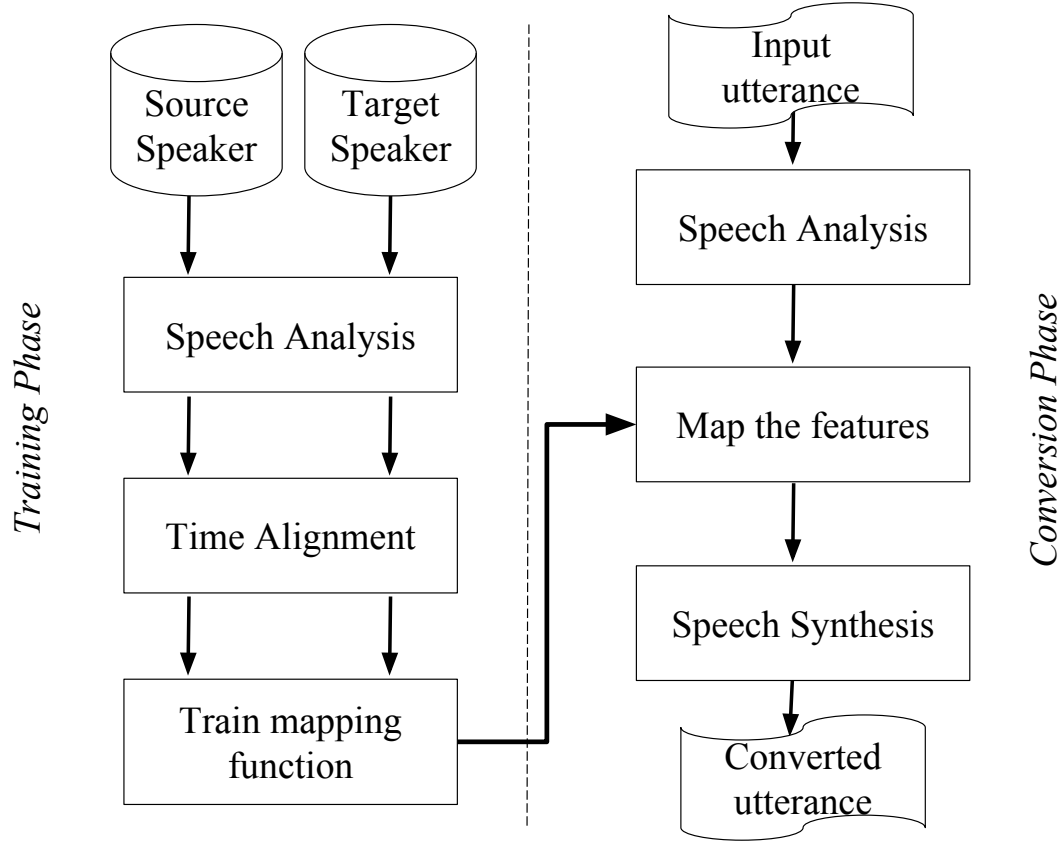 Training Phase
Source
Speaker
Target
Speaker
Speech Analysis
Time Alignment
Train mapping
function
Input
utterance
Speech Analysis
Map the features
Speech Synthesis
Converted
utterance
Conversion Phase